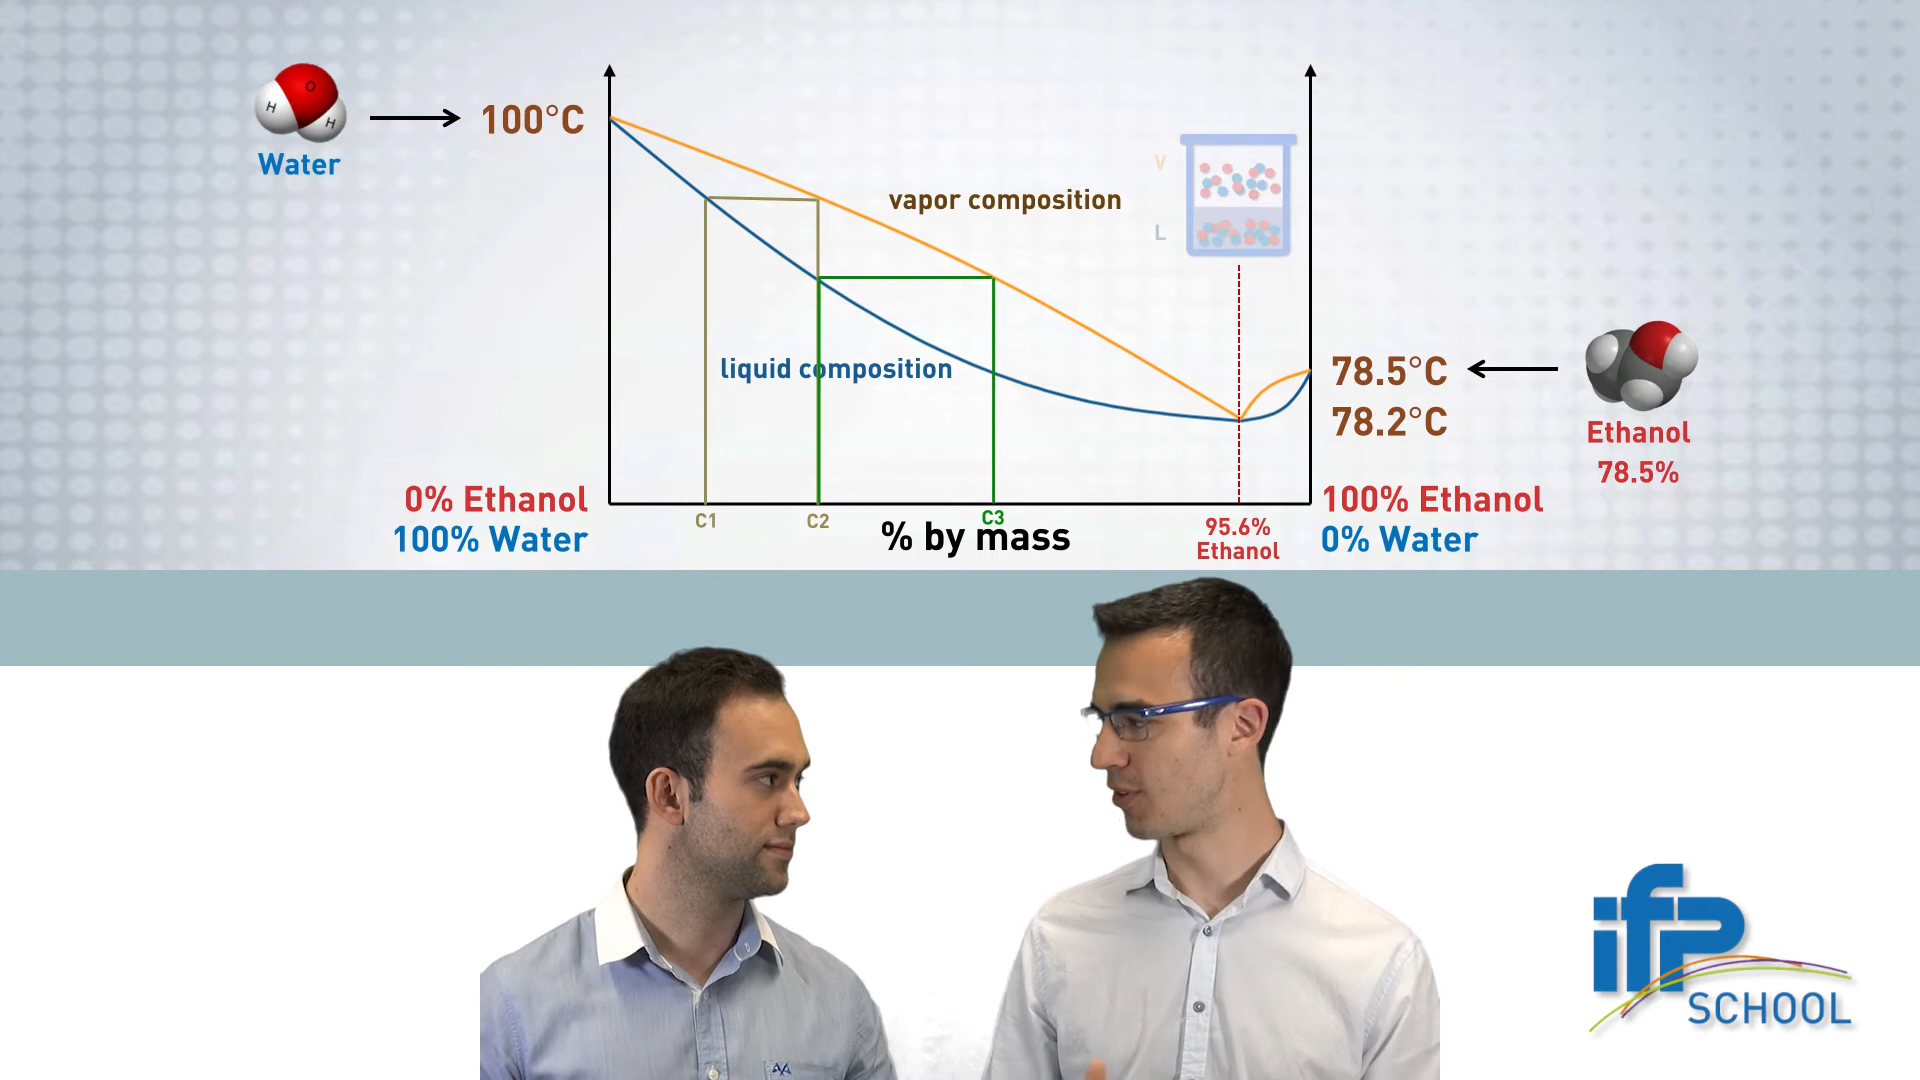 O
H
H
Water
100°C
vapor composition
V
L
liquid composition
78.5°C
78.2°C
Ethanol
78.5%
0% Ethanol
100% Water
C1
C2
C3
% by mass
95.6%
Ethanol
100% Ethanol
0% Water
ifP
SCHOOL